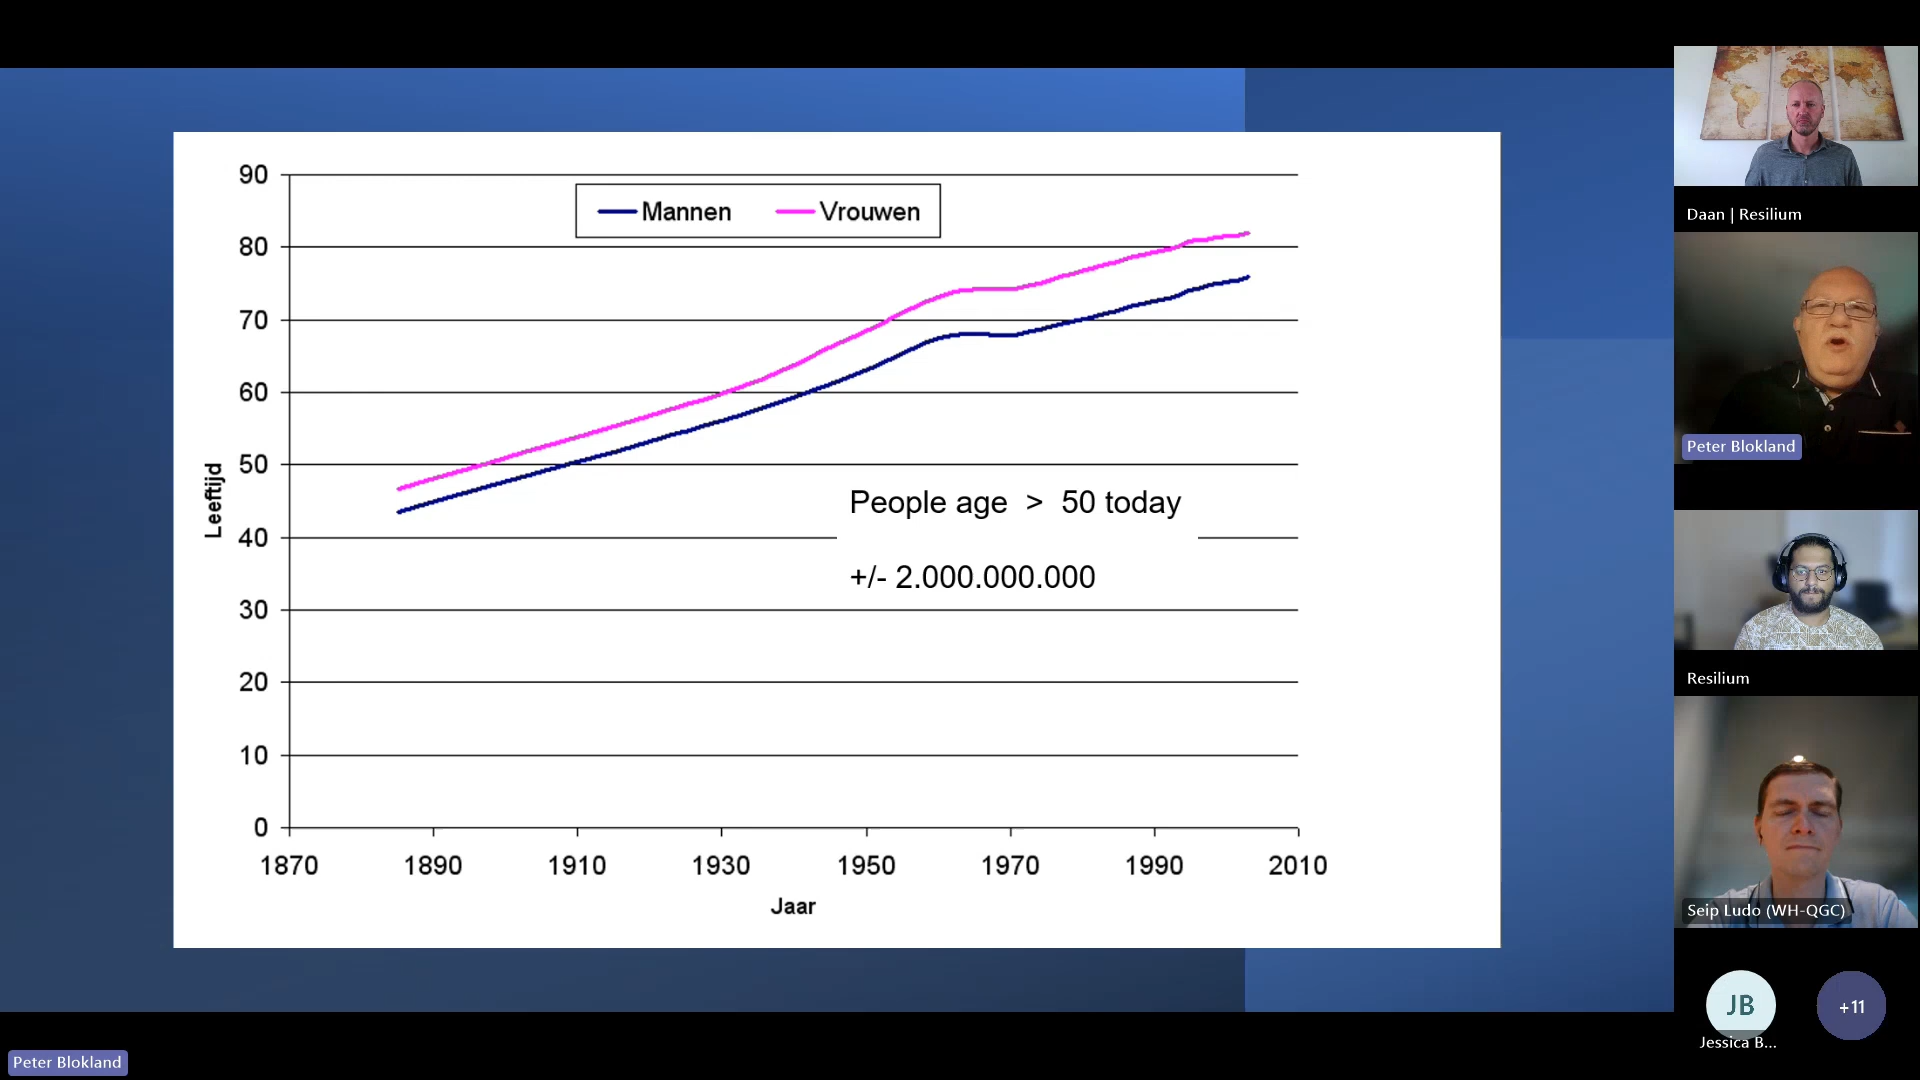 90
Mannen Vrouwen
80
70
60
50
People age > 50 today
Leeftijd
40
+/- 2.000.000.000
30
20
10
0
1870 1890 1910 1930 1950 1970 1990 2010
Jaar
Daan | Resilium
Peter Blokland
Resilium
Seip Ludo (WH-QGC)
JB
+11
Jessica B...
Peter Blokland